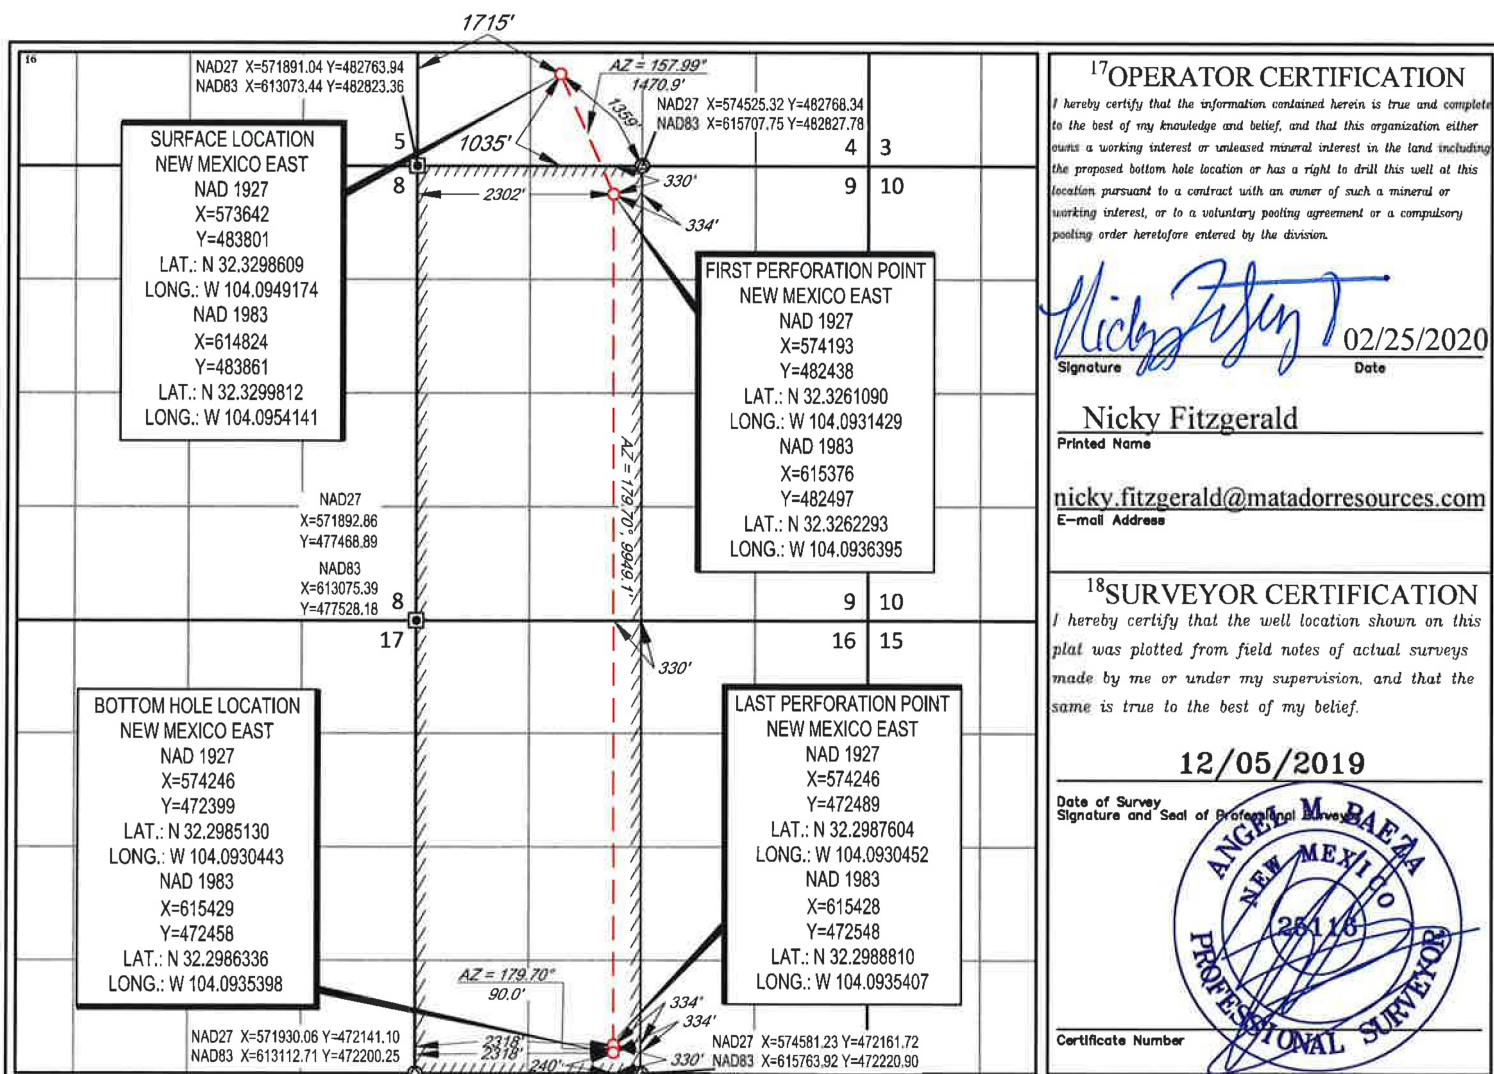 1715'
16
NAD27 X=571891.04 Y=482763.94
NAD83 X=613073.44 Y=482823.36
AZ = 157.99°
1470.9'
1359'
NAD27 X=574525.32 Y=482768.34
NAD83 X=615707.75 Y=482827.78
1035'
5
4 3
8
9 10
2302'
330'
334'
SURFACE LOCATION
NEW MEXICO EAST
NAD 1927
X=573642
Y=483801
LAT.: N 32.3298609
LONG.: W 104.0949174
NAD 1983
X=614824
Y=483861
LAT.: N 32.3299812
LONG.: W 104.0954141
FIRST PERFORATION POINT
NEW MEXICO EAST
NAD 1927
X=574193
Y=482438
LAT.: N 32.3261090
LONG.: W 104.0931429
NAD 1983
X=615376
Y=482497
LAT.: N 32.3262293
LONG.: W 104.0936395
AZ = 179.70°, 9949.1'
NAD27
X=571892.86
Y=477468.89
NAD83
X=613075.39
Y=477528.18
8
9 10
17
16 15
330'
BOTTOM HOLE LOCATION
NEW MEXICO EAST
NAD 1927
X=574246
Y=472399
LAT.: N 32.2985130
LONG.: W 104.0930443
NAD 1983
X=615429
Y=472458
LAT.: N 32.2986336
LONG.: W 104.0935398
LAST PERFORATION POINT
NEW MEXICO EAST
NAD 1927
X=574246
Y=472489
LAT.: N 32.2987604
LONG.: W 104.0930452
NAD 1983
X=615428
Y=472548
LAT.: N 32.2988810
LONG.: W 104.0935407
AZ = 179.70°
90.0'
334'
334'
NAD27 X=571930.06 Y=472141.10
NAD83 X=613112.71 Y=472200.25
2318'
2318'
240'
330'
NAD27 X=574581.23 Y=472161.72
NAD83 X=615763.92 Y=472220.90
17 OPERATOR CERTIFICATION
I hereby certify that the information contained herein is true and complete
to the best of my knowledge and belief, and that this organization either
owns a working interest or unleased mineral interest in the land including
the proposed bottom hole location or has a right to drill this well at this
location pursuant to a contract with an owner of such a mineral or
working interest, or to a voluntary pooling agreement or a compulsory
pooling order heretofore entered by the division.
02/25/2020
Signature Date
Nicky Fitzgerald
Printed Name
nicky.fitzgerald@matadorresources.com
E-mail Address
18 SURVEYOR CERTIFICATION
I hereby certify that the well location shown on this
plat was plotted from field notes of actual surveys
made by me or under my supervision, and that the
same is true to the best of my belief.
12/05/2019
Date of Survey
Signature and Seal of Professional Surveyor
ANGEL M. BAEZA
NEW MEXICO
PROFESSIONAL SURVEYOR
Certificate Number